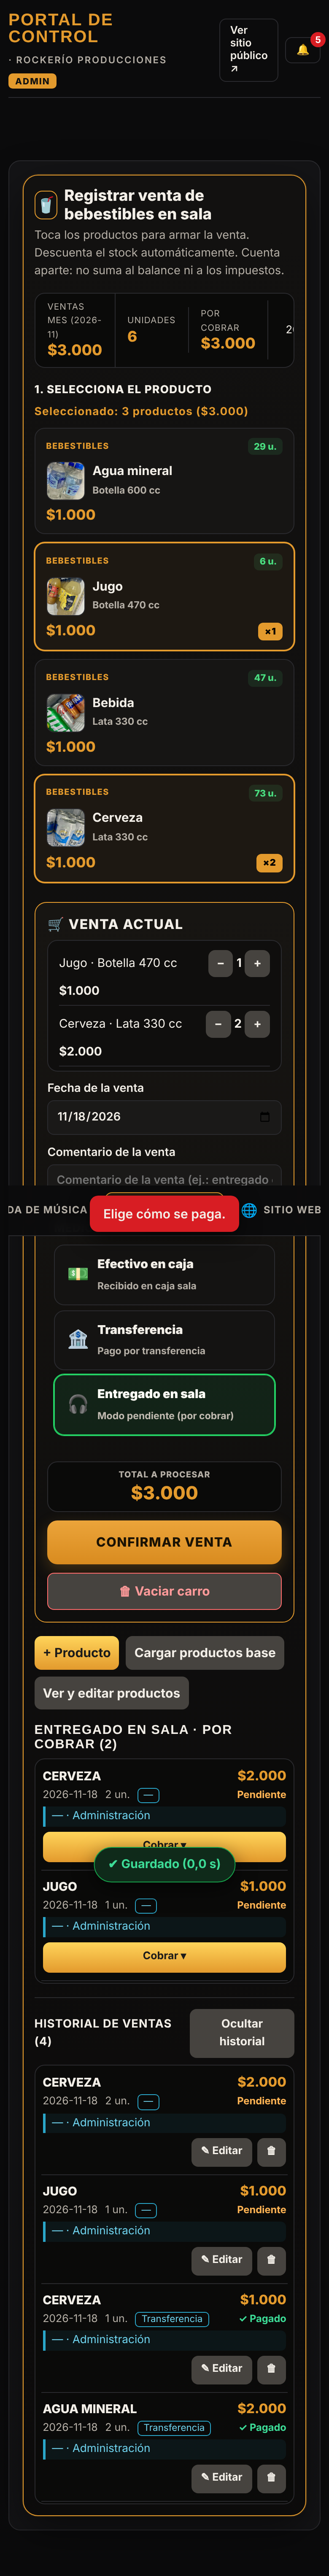 PORTAL DE
CONTROL
· ROCKERÍO PRODUCCIONES
ADMIN
Ver
sitio
público
↗
5
Registrar venta de
bebestibles en sala
Toca los productos para armar la venta.
Descuenta el stock automáticamente. Cuenta
aparte: no suma al balance ni a los impuestos.
VENTAS
MES (2026-
11)
$3.000
UNIDADES
6
POR
COBRAR
$3.000
1. SELECCIONA EL PRODUCTO
Seleccionado: 3 productos ($3.000)
BEBESTIBLES
29 u.
Agua mineral
Botella 600 cc
$1.000
BEBESTIBLES
6 u.
Jugo
Botella 470 cc
$1.000
×1
BEBESTIBLES
47 u.
Bebida
Lata 330 cc
$1.000
BEBESTIBLES
73 u.
Cerveza
Lata 330 cc
$1.000
×2
🛒 VENTA ACTUAL
Jugo · Botella 470 cc
− 1 +
$1.000
Cerveza · Lata 330 cc
− 2 +
$2.000
Fecha de la venta
11/18/2026
Comentario de la venta
Comentario de la venta (ej.: entregado
DA DE MÚSICA
Elige cómo se paga.
🌐 SITIO WEB
Efectivo en caja
Recibido en caja sala
Transferencia
Pago por transferencia
Entregado en sala
Modo pendiente (por cobrar)
TOTAL A PROCESAR
$3.000
CONFIRMAR VENTA
🗑 Vaciar carro
+ Producto
Cargar productos base
Ver y editar productos
ENTREGADO EN SALA · POR
COBRAR (2)
CERVEZA
$2.000
2026-11-18 2 un. —
Pendiente
— · Administración
Cobrar ▾
✔ Guardado (0,0 s)
JUGO
$1.000
2026-11-18 1 un. —
Pendiente
— · Administración
Cobrar ▾
HISTORIAL DE VENTAS
(4)
Ocultar
historial
CERVEZA
$2.000
2026-11-18 2 un. —
Pendiente
— · Administración
✎ Editar
🗑
JUGO
$1.000
2026-11-18 1 un. —
Pendiente
— · Administración
✎ Editar
🗑
CERVEZA
$1.000
2026-11-18 1 un. Transferencia
✓ Pagado
— · Administración
✎ Editar
🗑
AGUA MINERAL
$2.000
2026-11-18 2 un. Transferencia
✓ Pagado
— · Administración
✎ Editar
🗑